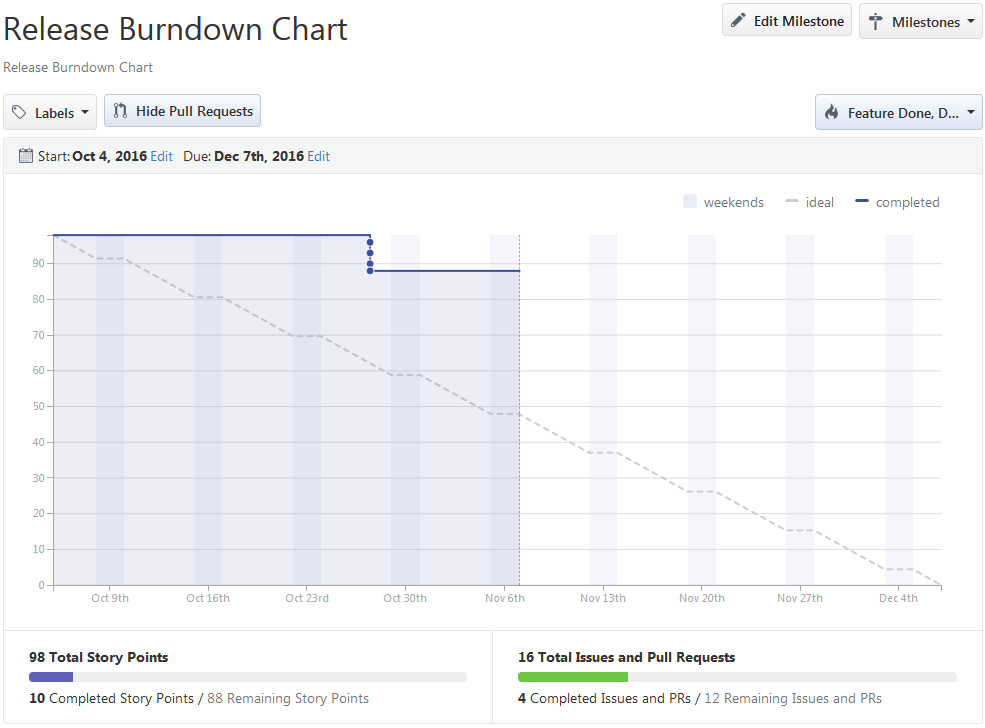 Release Burndown Chart
Edit Milestone
Milestones
Release Burndown Chart
Labels
Hide Pull Requests
Feature Done, D...
Start: Oct 4, 2016 Edit Due: Dec 7th, 2016 Edit
weekends ideal completed
90
80
70
60
50
40
30
20
10
0
Oct 9th Oct 16th Oct 23rd Oct 30th Nov 6th Nov 13th Nov 20th Nov 27th Dec 4th
98 Total Story Points
10 Completed Story Points / 88 Remaining Story Points
16 Total Issues and Pull Requests
4 Completed Issues and PRs / 12 Remaining Issues and PRs